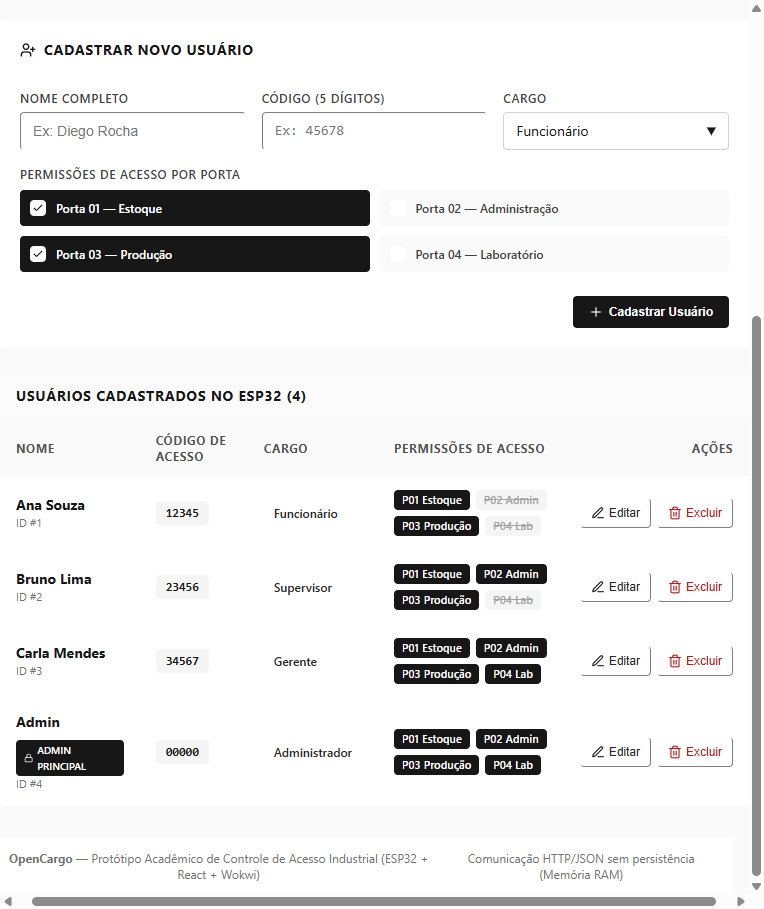 CADASTRAR NOVO USUÁRIO
NOME COMPLETO
CÓDIGO (5 DÍGITOS)
CARGO
Ex: Diego Rocha
Ex: 45678
Funcionário
PERMISSÕES DE ACESSO POR PORTA
Porta 01 — Estoque
Porta 02 — Administração
Porta 03 — Produção
Porta 04 — Laboratório
Cadastrar Usuário
USUÁRIOS CADASTRADOS NO ESP32 (4)
NOME
CÓDIGO DE
ACESSO
CARGO
PERMISSÕES DE ACESSO
AÇÕES
Ana Souza
ID #1
12345
Funcionário
P01 Estoque
P02 Admin
P03 Produção
P04 Lab
Editar
Excluir
Bruno Lima
ID #2
23456
Supervisor
P01 Estoque
P02 Admin
P03 Produção
P04 Lab
Editar
Excluir
Carla Mendes
ID #3
34567
Gerente
P01 Estoque
P02 Admin
P03 Produção
P04 Lab
Editar
Excluir
Admin
ADMIN
PRINCIPAL
ID #4
00000
Administrador
P01 Estoque
P02 Admin
P03 Produção
P04 Lab
Editar
Excluir
OpenCargo — Protótipo Acadêmico de Controle de Acesso Industrial (ESP32 +
React + Wokwi)
Comunicação HTTP/JSON sem persistência
(Memória RAM)